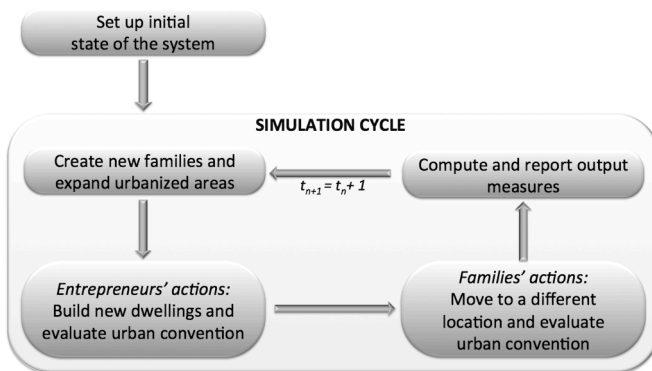 Set up initial
state of the system
SIMULATION CYCLE
Create new families and
expand urbanized areas
Compute and report output
measures
tn+1 = tn+ 1
Entrepreneurs’ actions:
Build new dwellings and
evaluate urban convention
Families’ actions:
Move to a different
location and evaluate
urban convention